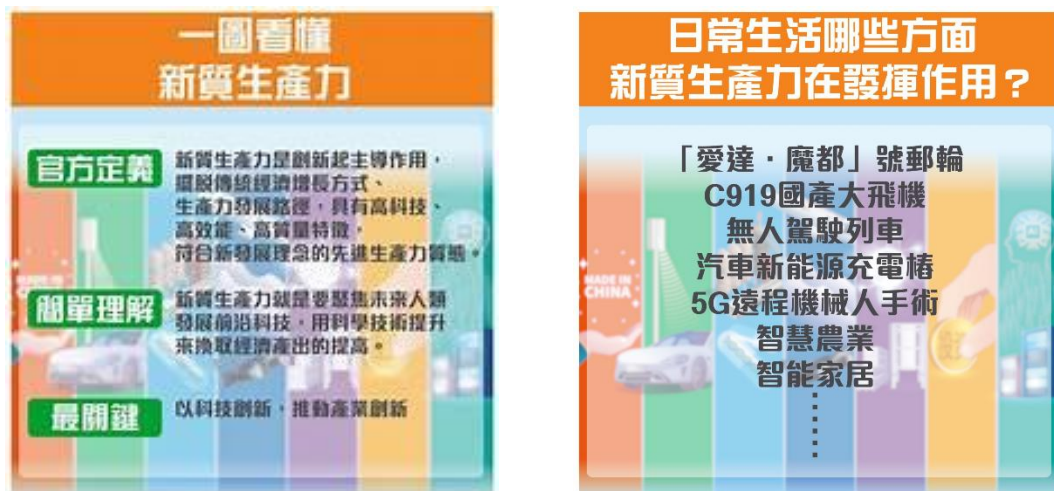 一圖看懂
新質生產力
官方定義
新質生產力是創新起主導作用，
擺脫傳統經濟增長方式、
生產力發展路徑，具有高科技、
高效能、高質量特徵，
符合新發展理念的先進生產力質態。
簡單理解
新質生產力就是要聚焦未來人類
發展前沿科技，用科學技術提升
來換取經濟產出的提高。
最關鍵
以科技創新，推動產業創新
MADE IN
日常生活哪些方面
新質生產力在發揮作用？
「愛達·魔都」號郵輪
C919國產大飛機
無人駕駛列車
汽車新能源充電樁
5G遠程機械人手術
智慧農業
智能家居
⋮
MADE IN
CHINA